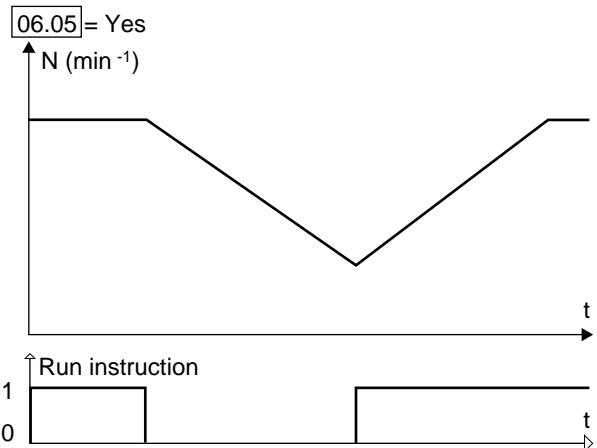 06.05 = Yes
N (min -1)
t
Run instruction
1
t
0